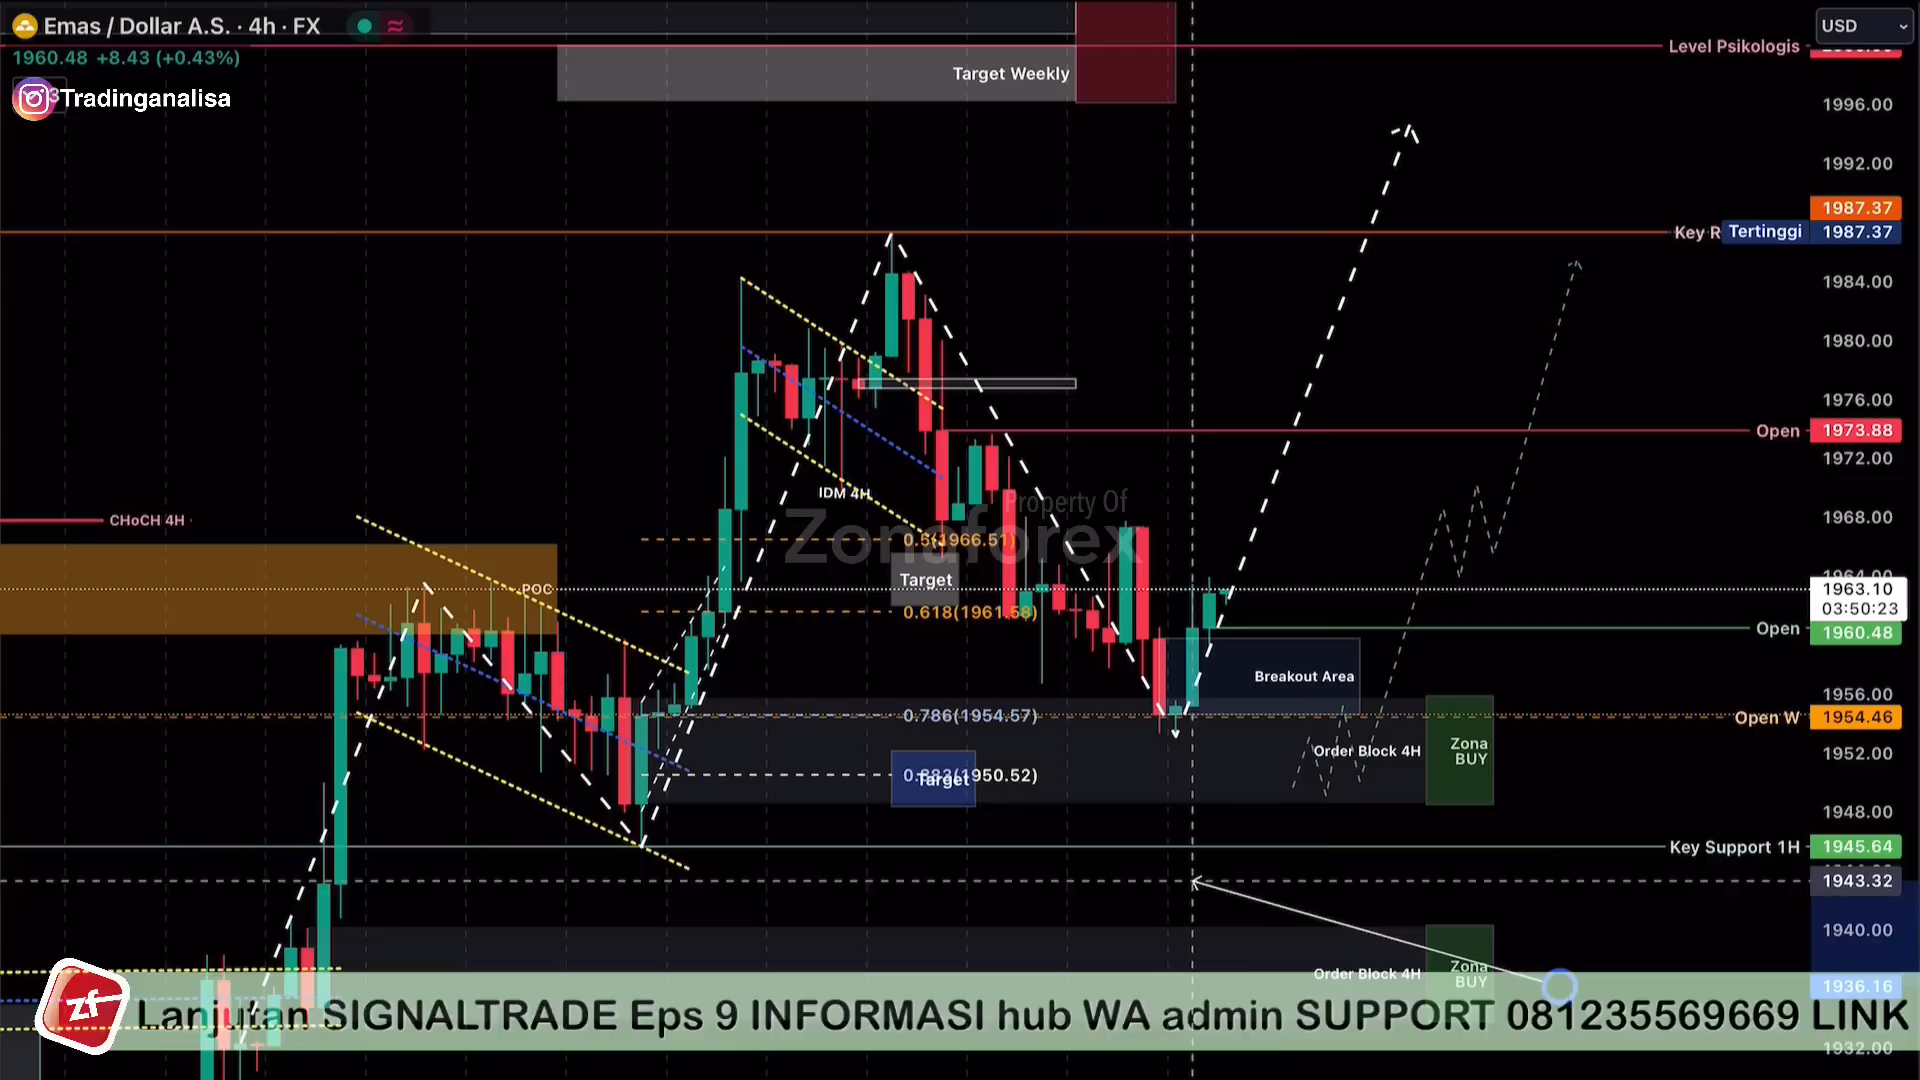 Emas / Dollar A.S. · 4h · FX
USD
1960.48 +8.43 (+0.43%)
Tradinganalisa
Target Weekly
Level Psikologis
1996.00
1992.00
1987.37
Key R
Tertinggi
1987.37
1984.00
1980.00
1976.00
Open
1973.88
1972.00
IDM 4H
Property Of
Zonaforex
CHoCH 4H
1968.00
0.5(1966.51)
Target
POC
1964.00
1963.10
03:50:23
0.618(1961.58)
Open
1960.48
Breakout Area
1956.00
0.786(1954.57)
Open W
1954.46
Order Block 4H
Zona
BUY
1952.00
(1950.52)
Target
1948.00
Key Support 1H
1945.64
1943.32
1940.00
Order Block 4H
Zona
BUY
1936.16
zf
Lanjutan SIGNALTRADE Eps 9 INFORMASI hub WA admin SUPPORT 081235569669 LINK
1932.00